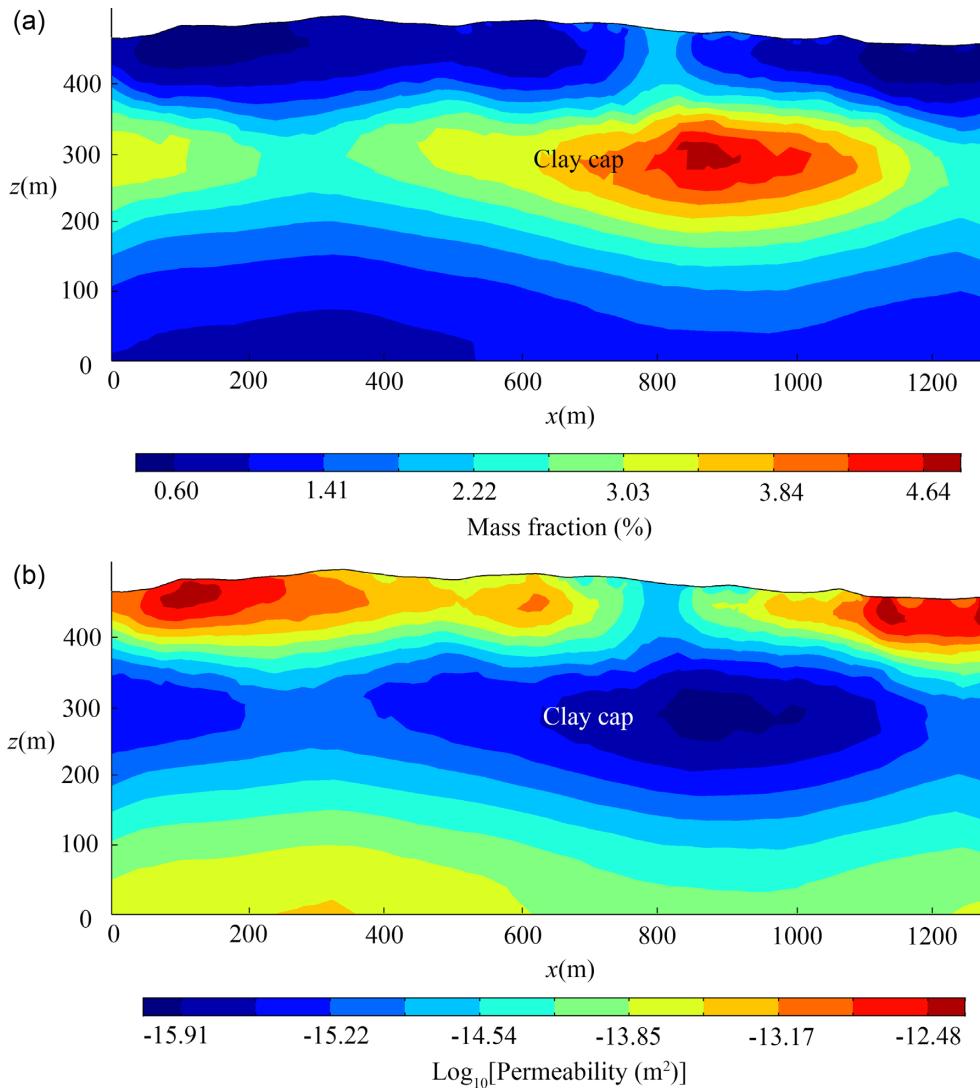 (a)
400
300
z(m)
200
100
0
Clay cap
0 200 400 600 800 1000 1200
x(m)
0.60 1.41 2.22 3.03 3.84 4.64
Mass fraction (%)
(b)
400
300
z(m)
200
100
0
Clay cap
0 200 400 600 800 1000 1200
x(m)
-15.91 -15.22 -14.54 -13.85 -13.17 -12.48
Log10[Permeability (m²)]